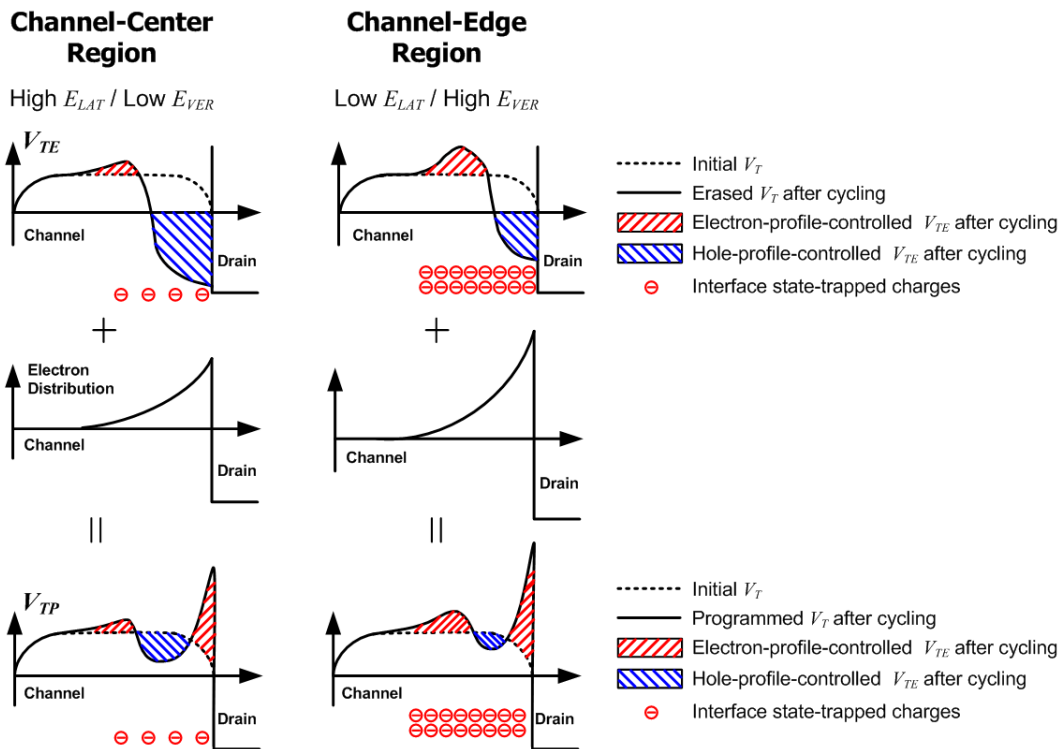 Channel-Center
Region
High E_LAT / Low E_VER
V_TE
Channel
Drain
+
Electron
Distribution
Channel
Drain
=
V_TP
Channel
Drain
Channel-Edge
Region
Low E_LAT / High E_VER
Channel
Drain
+
Channel
Drain
=
Channel
Drain
Initial V_T
Erased V_T after cycling
Electron-profile-controlled V_TE after cycling
Hole-profile-controlled V_TE after cycling
Interface state-trapped charges
Initial V_T
Programmed V_T after cycling
Electron-profile-controlled V_TE after cycling
Hole-profile-controlled V_TE after cycling
Interface state-trapped charges